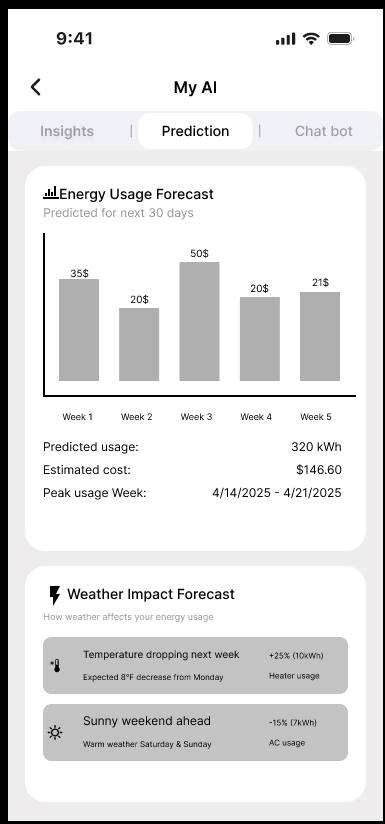 9:41
My AI
Insights | Prediction | Chat bot
Energy Usage Forecast
Predicted for next 30 days
35$ 20$ 50$ 20$ 21$
Week 1 Week 2 Week 3 Week 4 Week 5
Predicted usage: 320 kWh
Estimated cost: $146.60
Peak usage Week: 4/14/2025 - 4/21/2025
Weather Impact Forecast
How weather affects your energy usage
Temperature dropping next week +25% (10kWh)
Expected 8°F decrease from Monday Heater usage
Sunny weekend ahead -15% (7kWh)
Warm weather Saturday & Sunday AC usage